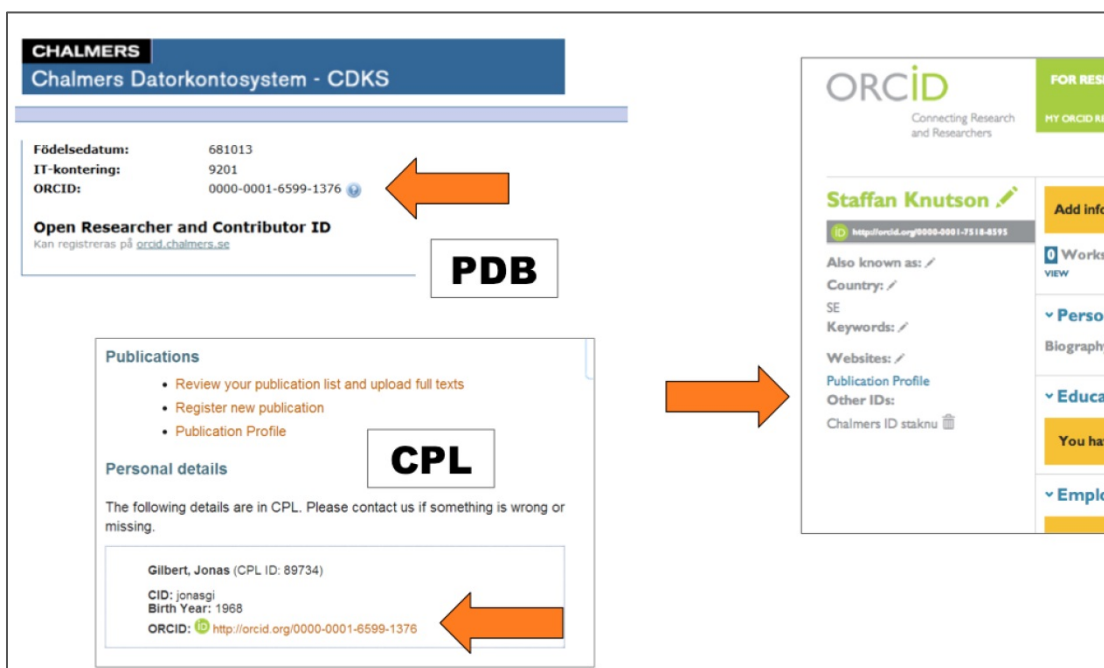 CHALMERS
Chalmers Datorkontosystem - CDKS
Födelsedatum: 681013
IT-kontering: 9201
ORCID: 0000-0001-6599-1376
Open Researcher and Contributor ID
Kan registreras på orcid.chalmers.se
PDB
Publications
Review your publication list and upload full texts
Register new publication
Publication Profile
CPL
Personal details
The following details are in CPL. Please contact us if something is wrong or
missing.
Gilbert, Jonas (CPL ID: 89734)
CID: jonasgi
Birth Year: 1968
ORCID: iD http://orcid.org/0000-0001-6599-1376
ORCiD
Connecting Research
and Researchers
FOR RESE
MY ORCID RE
Staffan Knutson
iD http://orcid.org/0000-0001-7518-8595
Also known as:
Country:
SE
Keywords:
Websites:
Publication Profile
Other IDs:
Chalmers ID staknu
Add info
0 Works
VIEW
Perso
Biography
Educa
You hav
Emplo